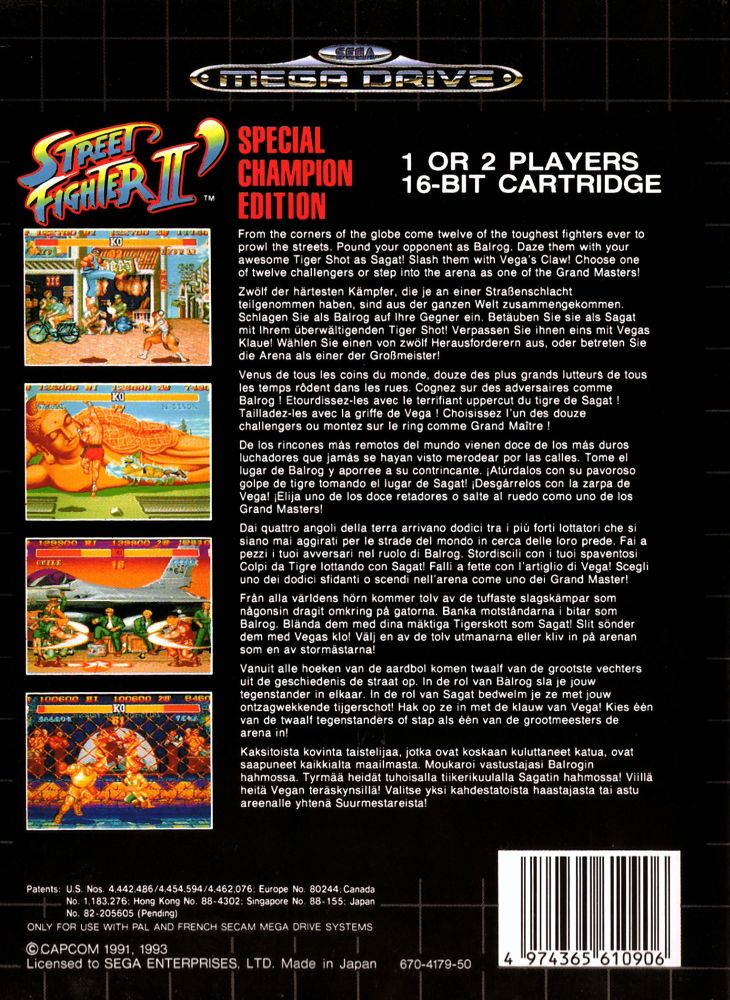 SEGA
MEGA DRIVE
STREET
FIGHTER II'
TM
SPECIAL
CHAMPION
EDITION
1 OR 2 PLAYERS
16-BIT CARTRIDGE
From the corners of the globe come twelve of the toughest fighters ever to
prowl the streets. Pound your opponent as Balrog. Daze them with your
awesome Tiger Shot as Sagat! Slash them with Vega's Claw! Choose one
of twelve challengers or step into the arena as one of the Grand Masters!
Zwölf der härtesten Kämpfer, die je an einer Straßenschlacht
teilgenommen haben, sind aus der ganzen Welt zusammengekommen.
Schlagen Sie als Balrog auf Ihre Gegner ein. Betäuben Sie sie als Sagat
mit Ihrem überwältigenden Tiger Shot! Verpassen Sie ihnen eins mit Vegas
Klaue! Wählen Sie einen von zwölf Herausforderern aus, oder betreten Sie
die Arena als einer der Großmeister!
Venus de tous les coins du monde, douze des plus grands lutteurs de tous
les temps rôdent dans les rues. Cognez sur des adversaires comme
Balrog ! Etourdissez-les avec le terrifiant uppercut du tigre de Sagat !
Tailladez-les avec la griffe de Vega ! Choisissez l'un des douze
challengers ou montez sur le ring comme Grand Maître !
De los rincones más remotos del mundo vienen doce de los más duros
luchadores que jamás se hayan visto merodear por las calles. Tome el
lugar de Balrog y aporree a su contrincante. ¡Atúrdalos con su pavoroso
golpe de tigre tomando el lugar de Sagat! ¡Desgárrelos con la zarpa de
Vega! ¡Elija uno de los doce retadores o salte al ruedo como uno de los
Grand Masters!
Dai quattro angoli della terra arrivano dodici tra i più forti lottatori che si
siano mai aggirati per le strade del mondo in cerca delle loro prede. Fai a
pezzi i tuoi avversari nel ruolo di Balrog. Stordiscili con i tuoi spaventosi
Colpi da Tigre lottando con Sagat! Falli a fette con l'artiglio di Vega! Scegli
uno dei dodici sfidanti o scendi nell'arena come uno dei Grand Master!
Från alla världens hörn kommer tolv av de tuffaste slagskämpar som
någonsin dragit omkring på gatorna. Banka motståndarna i bitar som
Balrog. Blända dem med dina mäktiga Tigerskott som Sagat! Slit sönder
dem med Vegas klo! Välj en av de tolv utmanarna eller kliv in på arenan
som en av stormästarna!
Vanuit alle hoeken van de aardbol komen twaalf van de grootste vechters
uit de geschiedenis de straat op. In de rol van Balrog sla je jouw
tegenstander in elkaar. In de rol van Sagat bedwelm je ze met jouw
ontzagwekkende tijgerschot! Hak op ze in met de klauw van Vega! Kies één
van de twaalf tegenstanders of stap als één van de grootmeesters de
arena in!
Kaksitoista kovinta taistelijaa, jotka ovat koskaan kuluttaneet katua, ovat
saapuneet kaikkialta maailmasta. Moukaroi vastustajasi Balrogin
hahmossa. Tyrmää heidät tuhoisalla tiikerikuulalla Sagatin hahmossa! Viillä
heitä Vegan teräskynsillä! Valitse yksi kahdestatoista haastajasta tai astu
areenalle yhtenä Suurmestareista!
KO
KO
KO
Patents: U.S. Nos. 4,442,486/4,454,594/4,462,076; Europe No. 80244; Canada
No. 1,183,276; Hong Kong No. 88-4302; Singapore No. 88-155; Japan
No. 82-205605 (Pending)
ONLY FOR USE WITH PAL AND FRENCH SECAM MEGA DRIVE SYSTEMS
© CAPCOM 1991, 1993
Licensed to SEGA ENTERPRISES, LTD. Made in Japan 670-4179-50
4 974365 610906